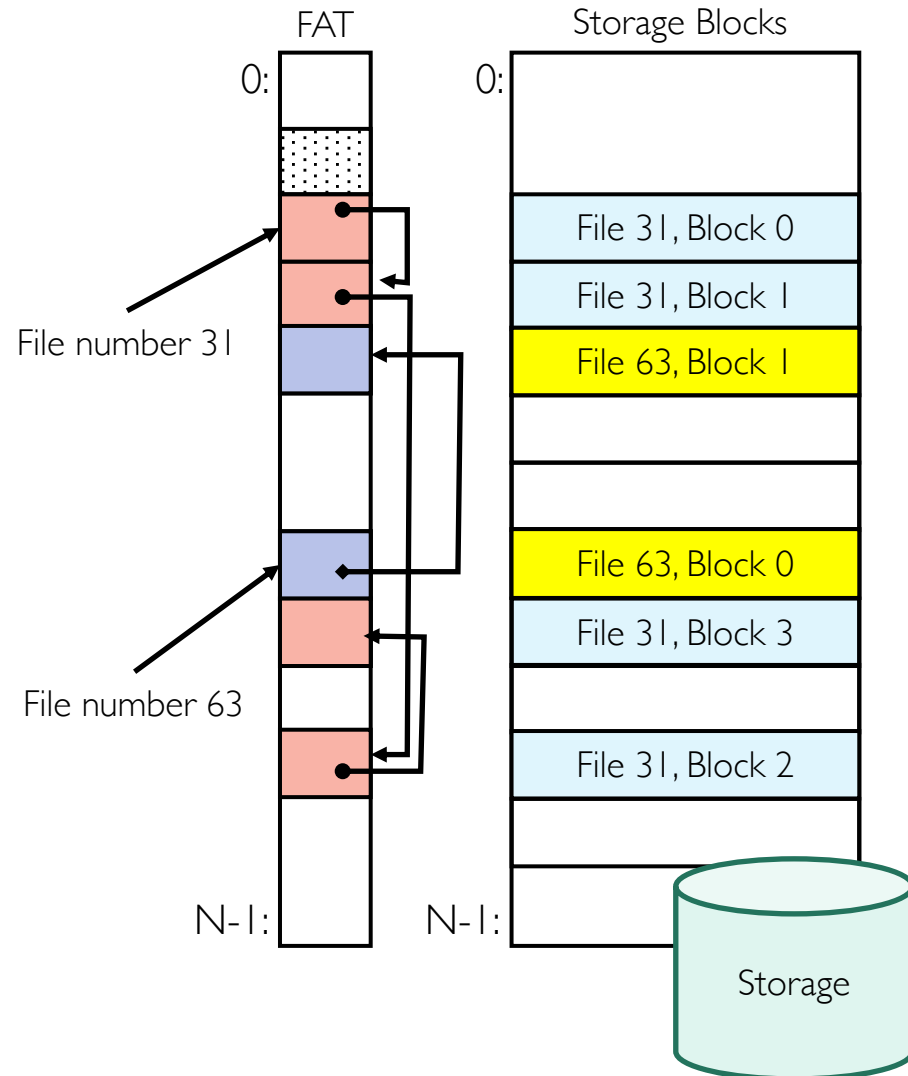 FAT
Storage Blocks
0:
0:
File 31, Block 0
File 31, Block 1
File number 31
File 63, Block 1
File 63, Block 0
File 31, Block 3
File number 63
File 31, Block 2
N-1:
N-1:
Storage